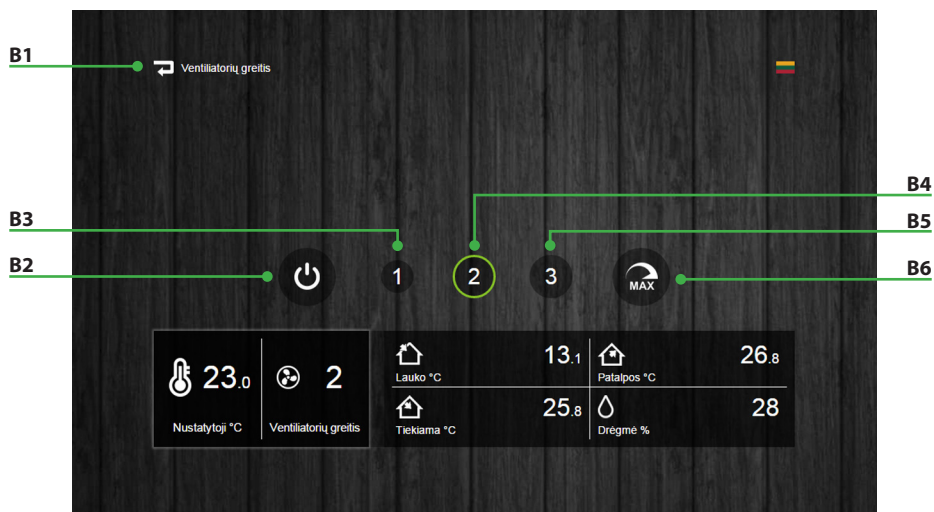 B1
Ventiliatorių greitis
B4
B3
B5
B2
1
2
3
MAX
B6
23.0
2
Nustatytoji °C
Ventiliatorių greitis
13.1
Lauko °C
26.8
Patalpos °C
25.8
Tiekiama °C
28
Drėgmė %